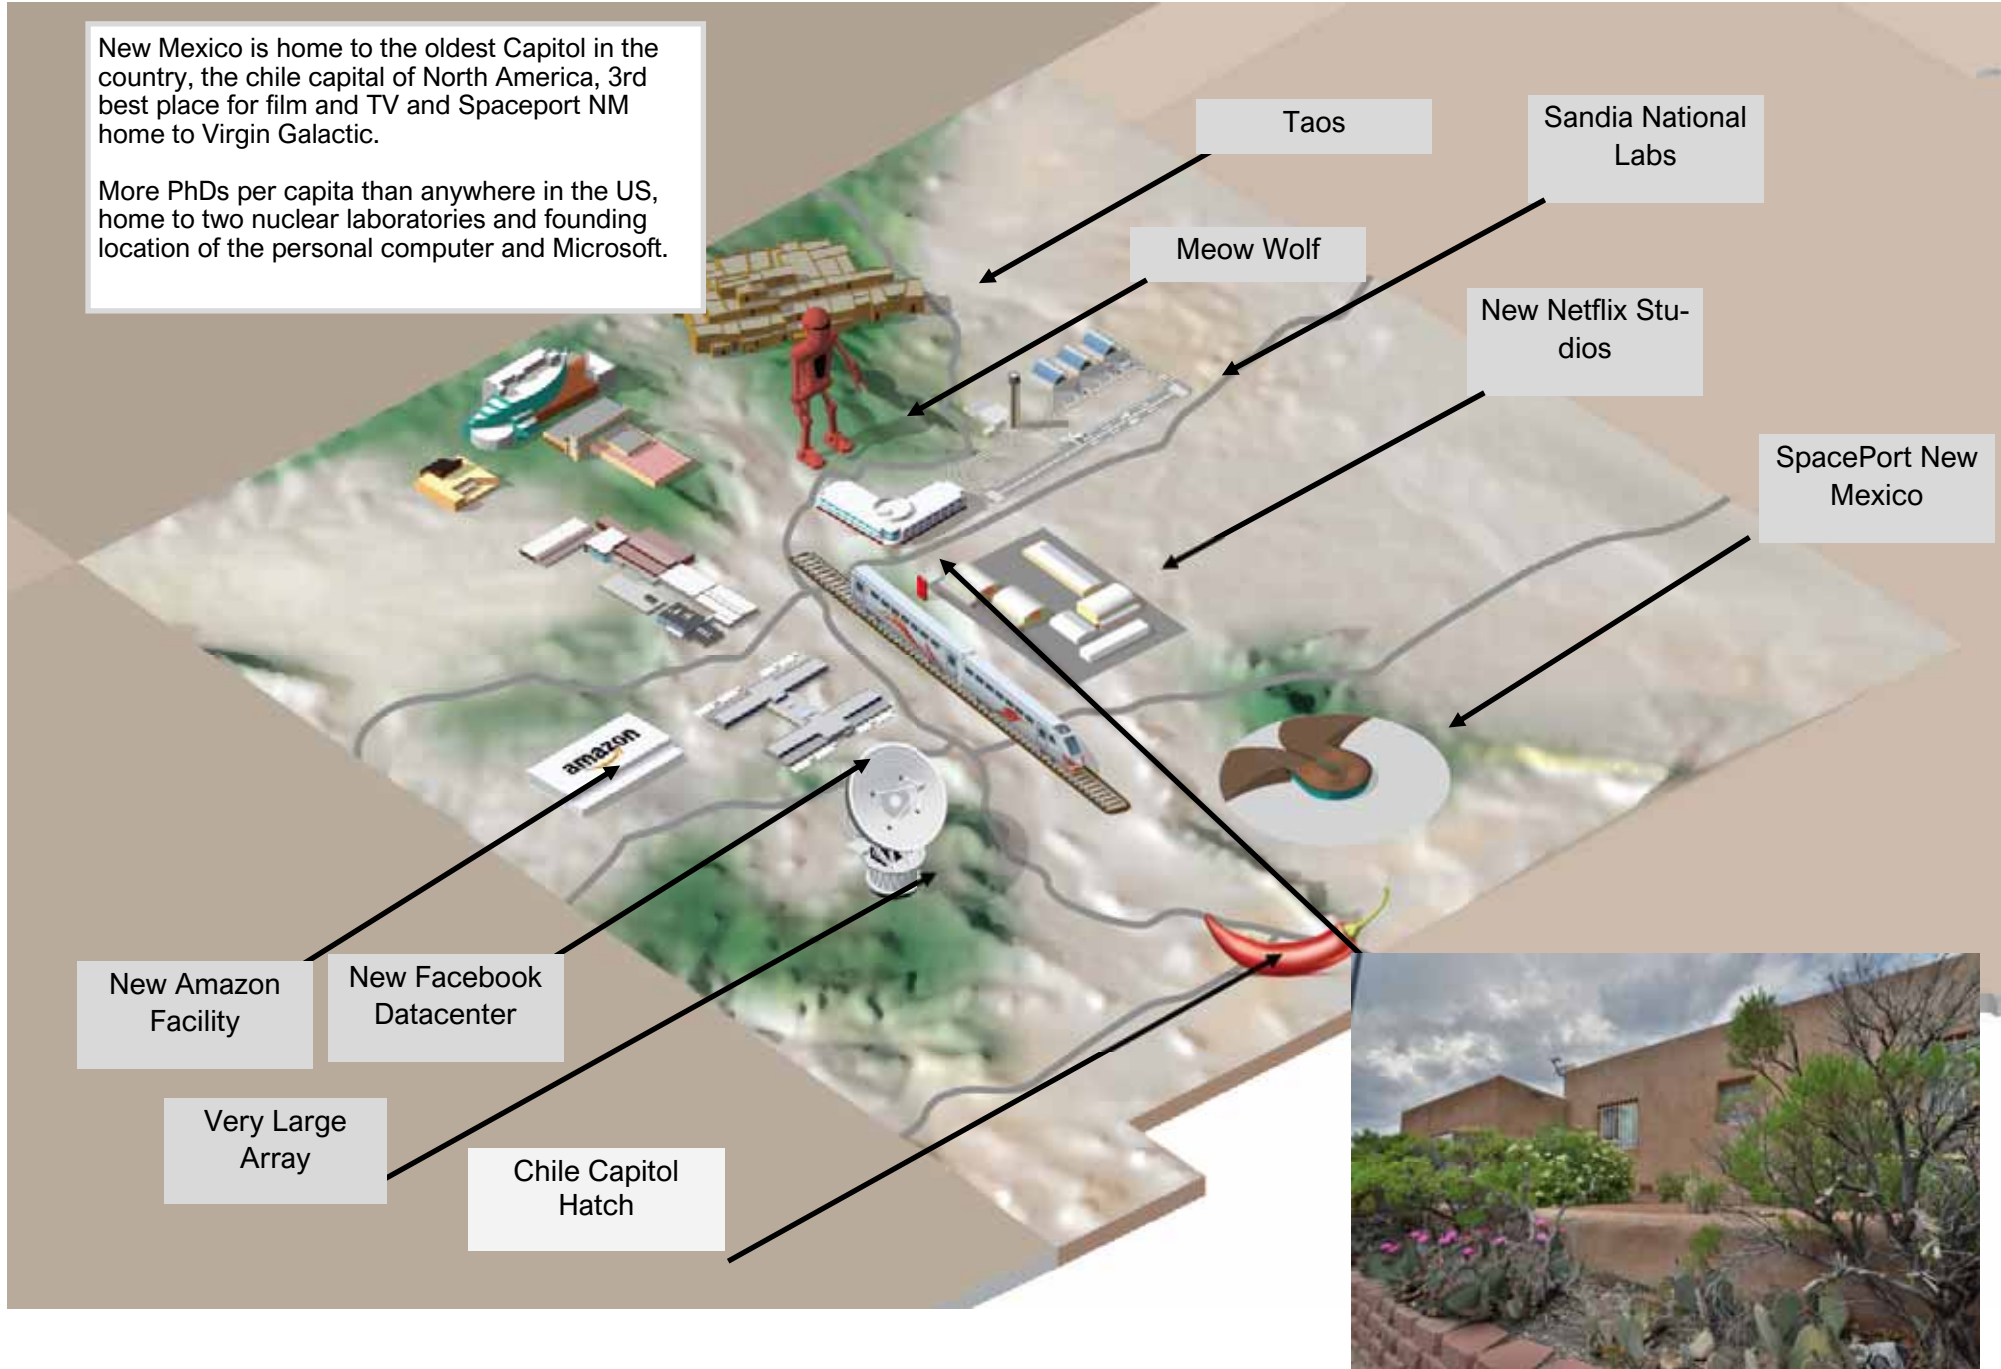 New Mexico is home to the oldest Capitol in the
country, the chile capital of North America, 3rd
best place for film and TV and Spaceport NM
home to Virgin Galactic.
More PhDs per capita than anywhere in the US,
home to two nuclear laboratories and founding
location of the personal computer and Microsoft.
Taos
Sandia National
Labs
Meow Wolf
New Netflix Stu-
dios
SpacePort New
Mexico
amazon
New Amazon
Facility
New Facebook
Datacenter
Very Large
Array
Chile Capitol
Hatch